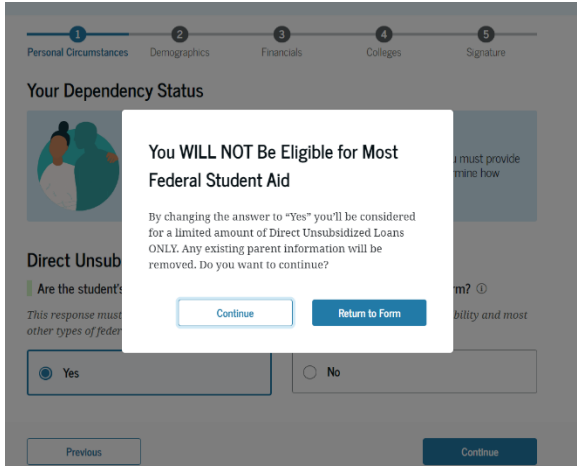 1 2 3 4 5
Personal Circumstances Demographics Financials Colleges Signature
Your Dependency Status
You WILL NOT Be Eligible for Most
Federal Student Aid
u must provide
rmine how
By changing the answer to “Yes” you’ll be considered
for a limited amount of Direct Unsubsidized Loans
ONLY. Any existing parent information will be
removed. Do you want to continue?
Direct Unsub
Are the student's
rm?
This response must
bility and most
other types of feder
Continue Return to Form
Yes No
Previous Continue